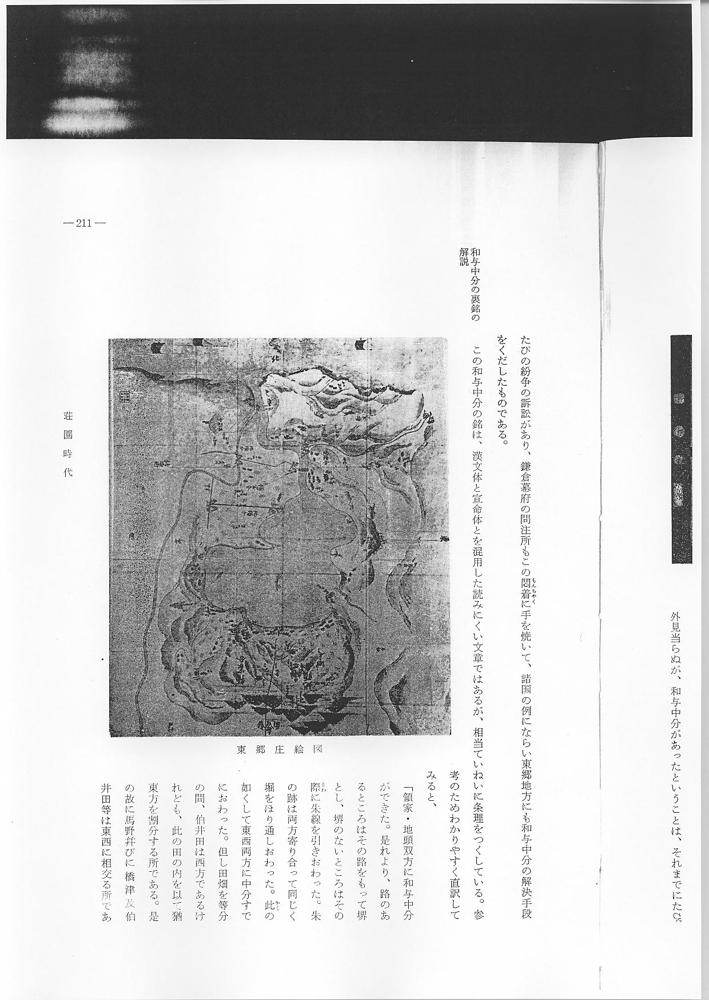 外見当らぬが、和与中分があったということは、それまでにたび
たびの紛争の訴訟があり、鎌倉幕府の問注所もこの悶着に手を焼いて、諸国の例にならい東郷地方にも和与中分の解決手段
もんちゃく
をくだしたものである。
和与中分の裏銘の
解説
この和与中分の銘は、漢文体と宣命体とを混用した読みにくい文章ではあるが、相当ていねいに条理をつくしている。参
考のためわかりやすく直訳して
みると、
「領家・地頭双方に和与中分
ができた。是れより、路のあ
るところはその路をもって堺
とし、堺のないところはその
際に朱線を引きおわった。朱
きわ
の跡は両方寄り合って同じく
堀をほり通しおわった。此の
かく
如くして東西両方に中分すで
におわった。但し田畑を等分
の間、伯井田は西方であるけ
れども、此の田の内を以て猶
東方を割分する所である。是
の故に馬野幷びに橋津及伯
井田等は東西に相交る所であ
東郷庄絵図
北
荘園時代
—211—